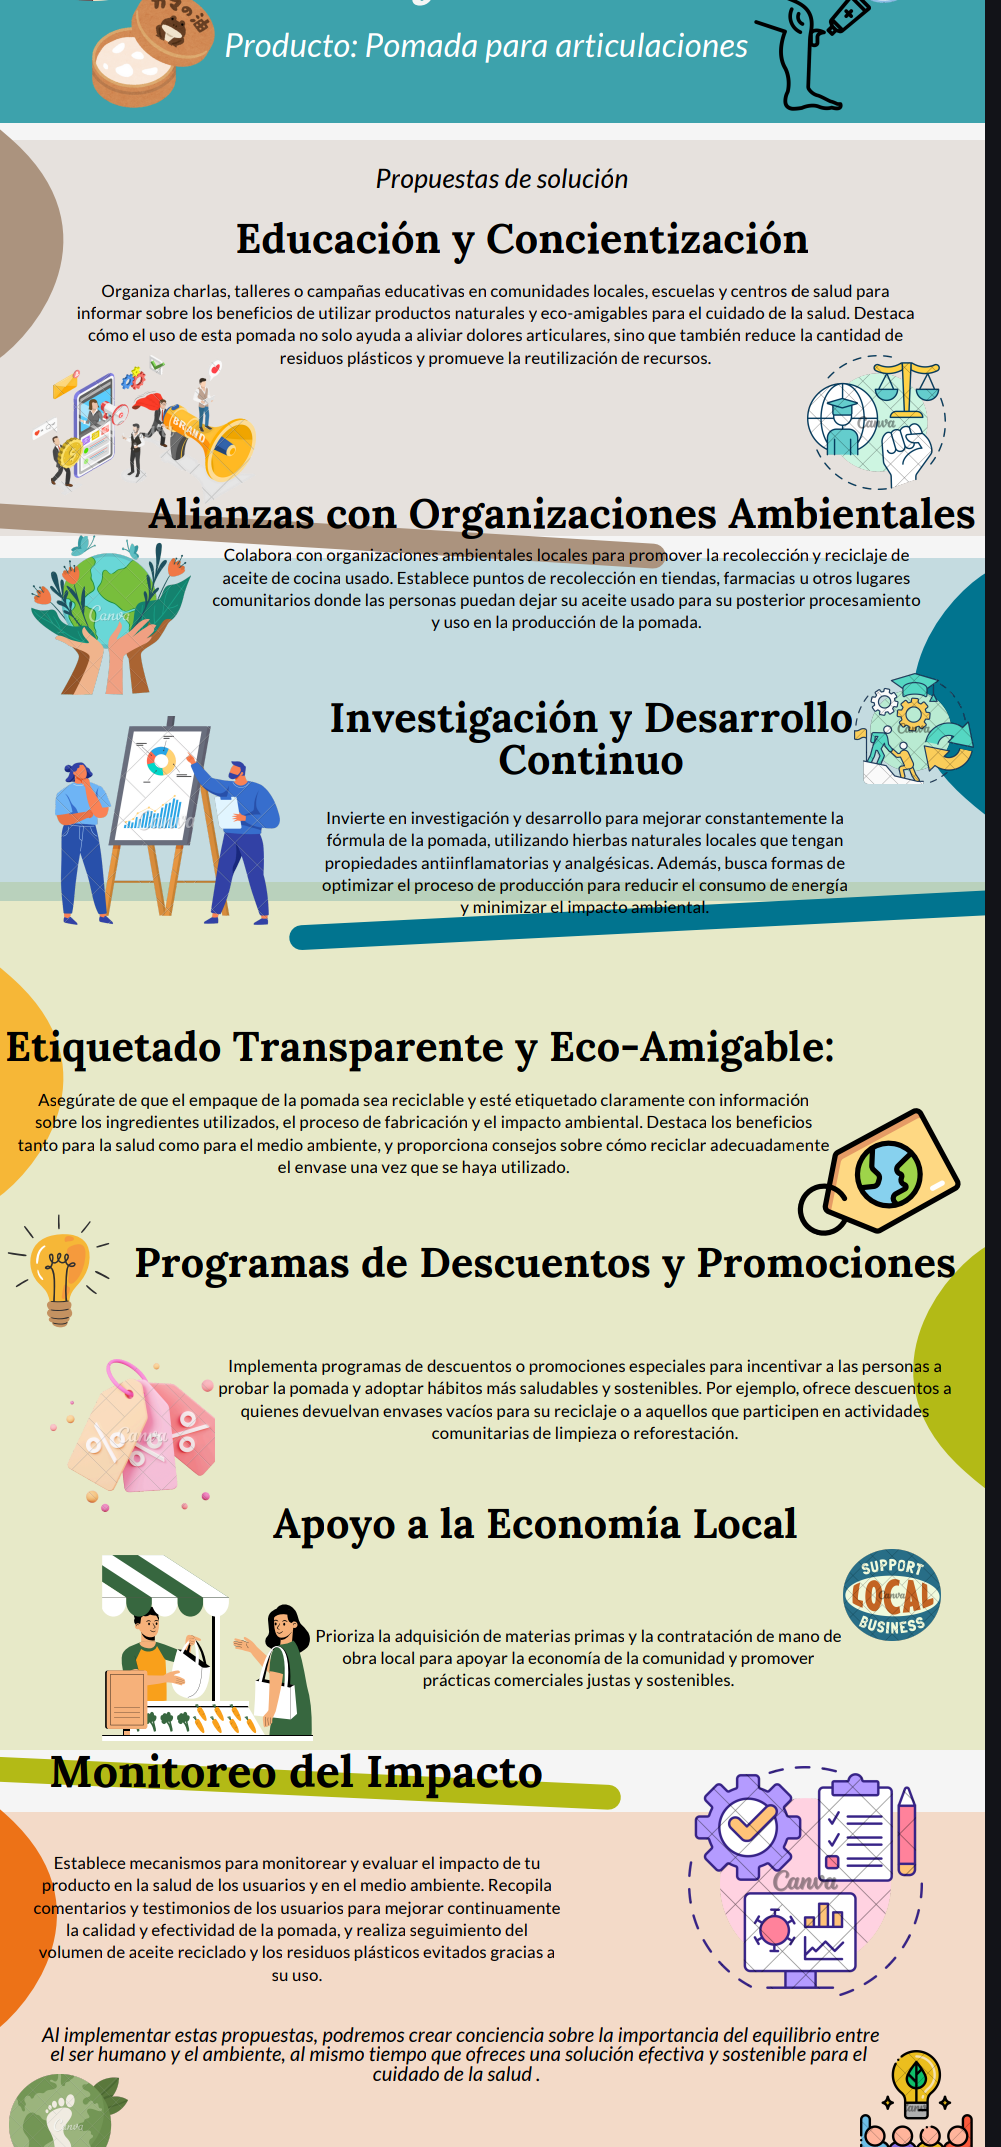 ガマの油
Producto: Pomada para articulaciones
Propuestas de solución
Educación y Concientización
Organiza charlas, talleres o campañas educativas en comunidades locales, escuelas y centros de salud para
informar sobre los beneficios de utilizar productos naturales y eco-amigables para el cuidado de la salud. Destaca
cómo el uso de esta pomada no solo ayuda a aliviar dolores articulares, sino que también reduce la cantidad de
residuos plásticos y promueve la reutilización de recursos.
BRAND
Canva
Alianzas con Organizaciones Ambientales
Colabora con organizaciones ambientales locales para promover la recolección y reciclaje de
aceite de cocina usado. Establece puntos de recolección en tiendas, farmacias u otros lugares
comunitarios donde las personas puedan dejar su aceite usado para su posterior procesamiento
y uso en la producción de la pomada.
Canva
Investigación y Desarrollo
Continuo
Canva
Canva
Invierte en investigación y desarrollo para mejorar constantemente la
fórmula de la pomada, utilizando hierbas naturales locales que tengan
propiedades antiinflamatorias y analgésicas. Además, busca formas de
optimizar el proceso de producción para reducir el consumo de energía
y minimizar el impacto ambiental.
Etiquetado Transparente y Eco-Amigable:
Asegúrate de que el empaque de la pomada sea reciclable y esté etiquetado claramente con información
sobre los ingredientes utilizados, el proceso de fabricación y el impacto ambiental. Destaca los beneficios
tanto para la salud como para el medio ambiente, y proporciona consejos sobre cómo reciclar adecuadamente
el envase una vez que se haya utilizado.
Programas de Descuentos y Promociones
Implementa programas de descuentos o promociones especiales para incentivar a las personas a
probar la pomada y adoptar hábitos más saludables y sostenibles. Por ejemplo, ofrece descuentos a
quienes devuelvan envases vacíos para su reciclaje o a aquellos que participen en actividades
comunitarias de limpieza o reforestación.
Canva
% % %
Apoyo a la Economía Local
SUPPORT
LOCAL
Canva
BUSINESS
Prioriza la adquisición de materias primas y la contratación de mano de
obra local para apoyar la economía de la comunidad y promover
prácticas comerciales justas y sostenibles.
Monitoreo del Impacto
Establece mecanismos para monitorear y evaluar el impacto de tu
producto en la salud de los usuarios y en el medio ambiente. Recopila
comentarios y testimonios de los usuarios para mejorar continuamente
la calidad y efectividad de la pomada, y realiza seguimiento del
volumen de aceite reciclado y los residuos plásticos evitados gracias a
su uso.
Canva
Al implementar estas propuestas, podremos crear conciencia sobre la importancia del equilibrio entre
el ser humano y el ambiente, al mismo tiempo que ofreces una solución efectiva y sostenible para el
cuidado de la salud .
Canva